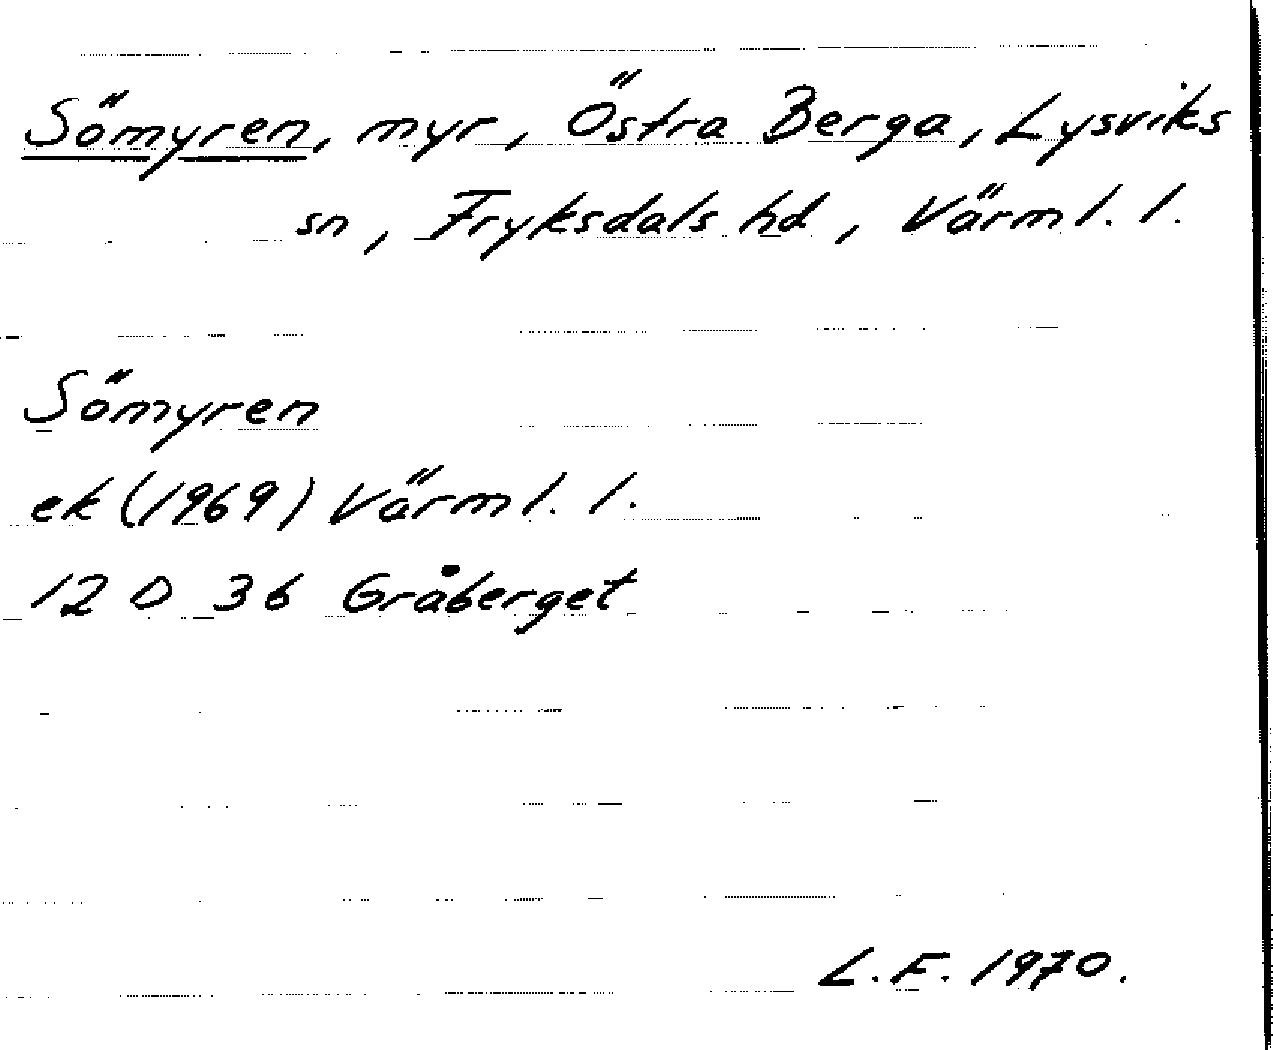 Sömyren, myr, Östra Berga, Lysviks
sn, Fryksdals hd, Värml. l.
Sömyren
ek (1969) Värml. l.
12 D 36 Gråberget
L.F. 1970.